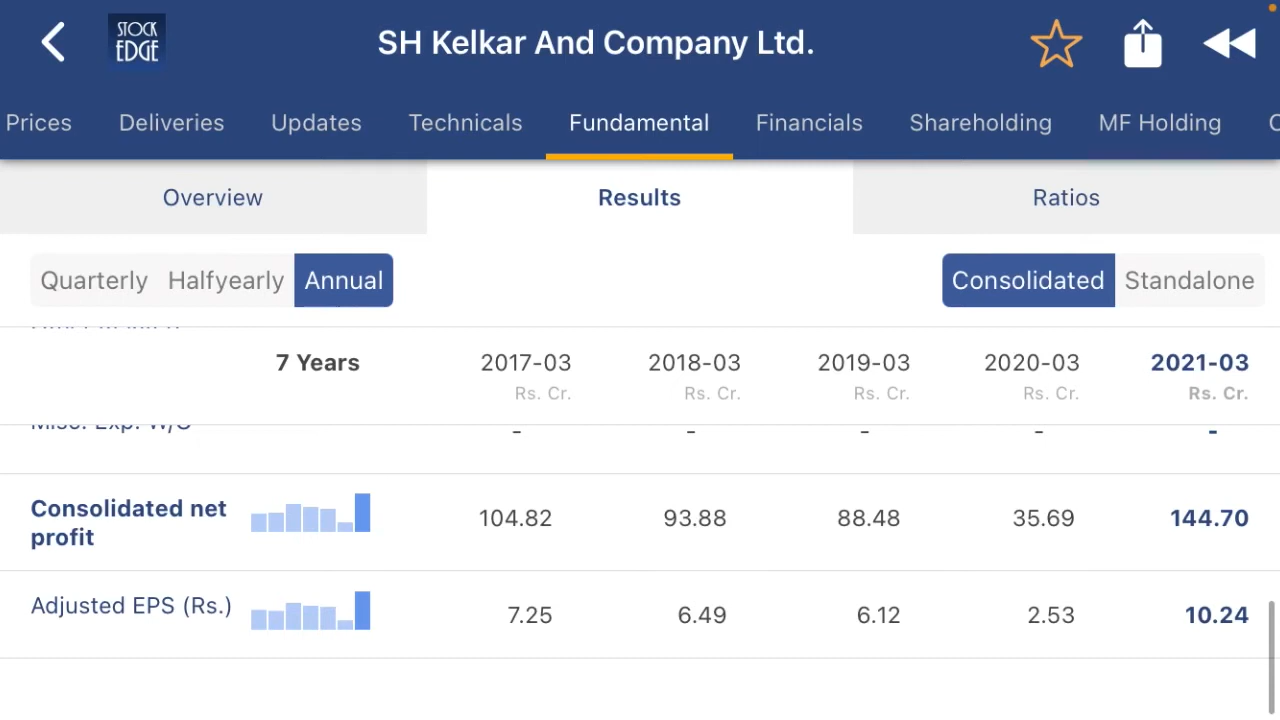 STOCK
EDGE
SH Kelkar And Company Ltd.
Prices Deliveries Updates Technicals Fundamental Financials Shareholding MF Holding
Overview Results Ratios
Quarterly Halfyearly Annual Consolidated Standalone
7 Years 2017-03 2018-03 2019-03 2020-03 2021-03
Rs. Cr. Rs. Cr. Rs. Cr. Rs. Cr. Rs. Cr.
Misc. Exp. W/O - - - - -
Consolidated net
profit 104.82 93.88 88.48 35.69 144.70
Adjusted EPS (Rs.) 7.25 6.49 6.12 2.53 10.24